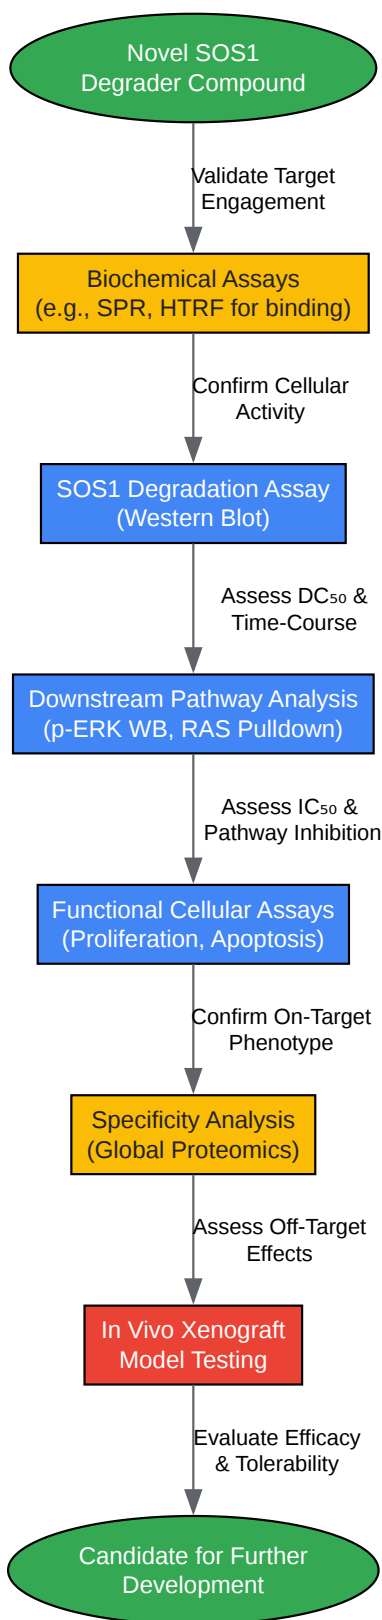 Novel SOS1
Degrader Compound
Validate Target
Engagement
Biochemical Assays
(e.g., SPR, HTRF for binding)
Confirm Cellular
Activity
SOS1 Degradation Assay
(Western Blot)
Assess DC₅₀ &
Time-Course
Downstream Pathway Analysis
(p-ERK WB, RAS Pulldown)
Assess IC₅₀ &
Pathway Inhibition
Functional Cellular Assays
(Proliferation, Apoptosis)
Confirm On-Target
Phenotype
Specificity Analysis
(Global Proteomics)
Assess Off-Target
Effects
In Vivo Xenograft
Model Testing
Evaluate Efficacy
& Tolerability
Candidate for Further
Development